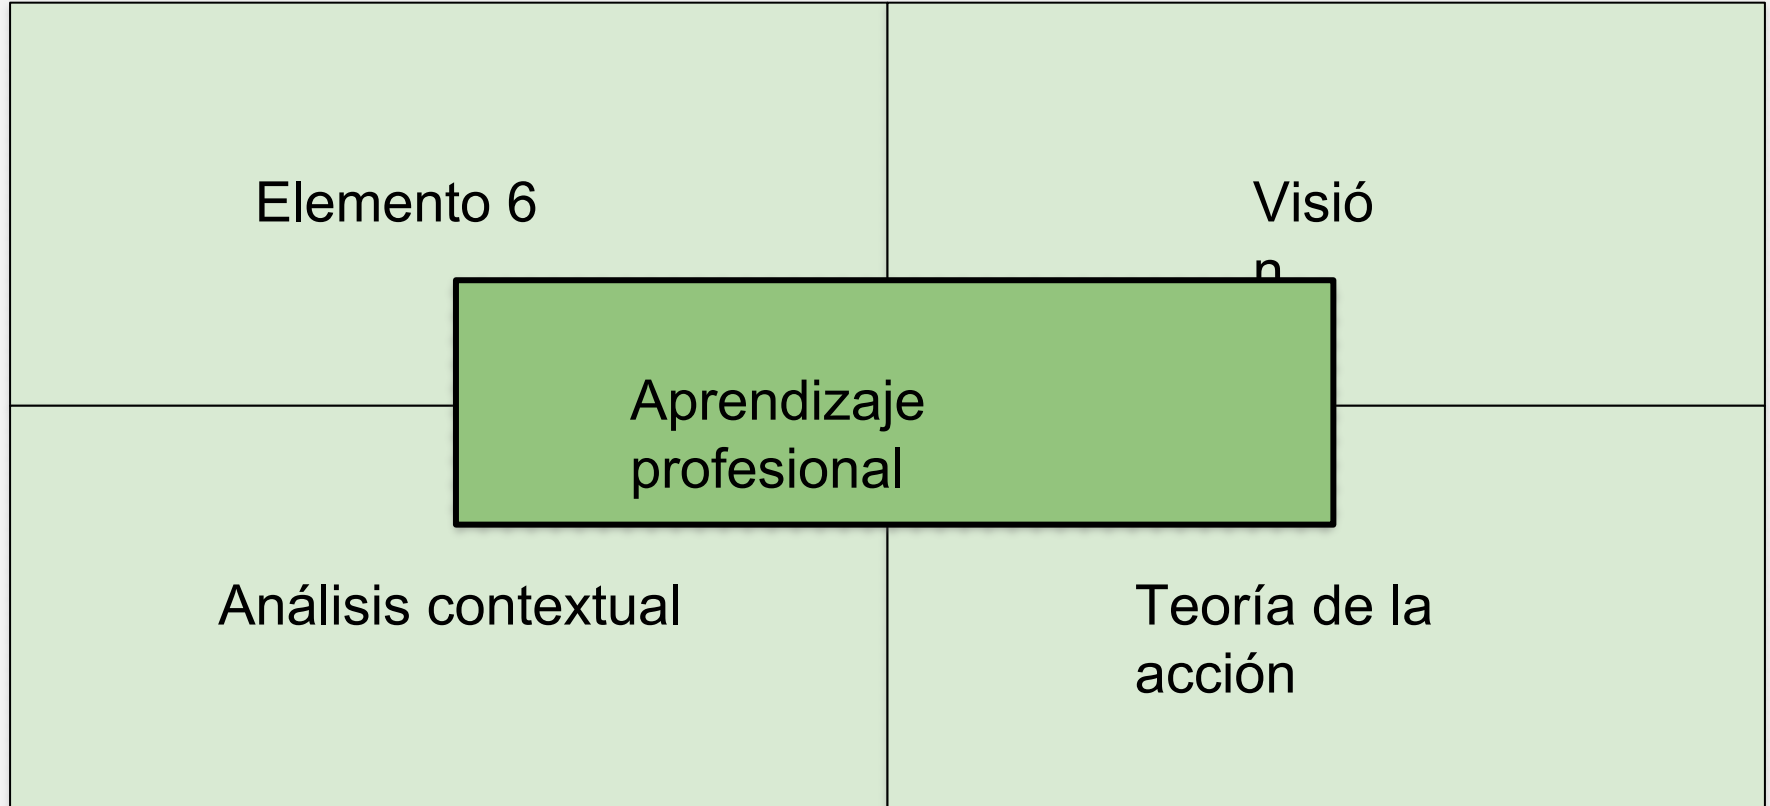 Elemento 6
Visió
n
Aprendizaje
profesional
Análisis contextual
Teoría de la
acción